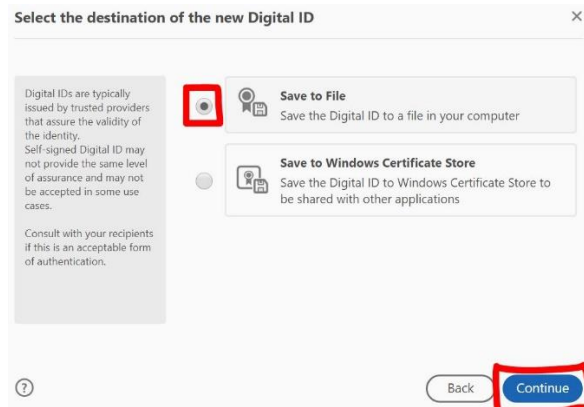 Select the destination of the new Digital ID
Digital IDs are typically
issued by trusted providers
that assure the validity of
the identity.
Self-signed Digital ID may
not provide the same level
of assurance and may not
be accepted in some use
cases.
Consult with your recipients
if this is an acceptable form
of authentication.
Save to File
Save the Digital ID to a file in your computer
Save to Windows Certificate Store
Save the Digital ID to Windows Certificate Store to
be shared with other applications
?
Back
Continue